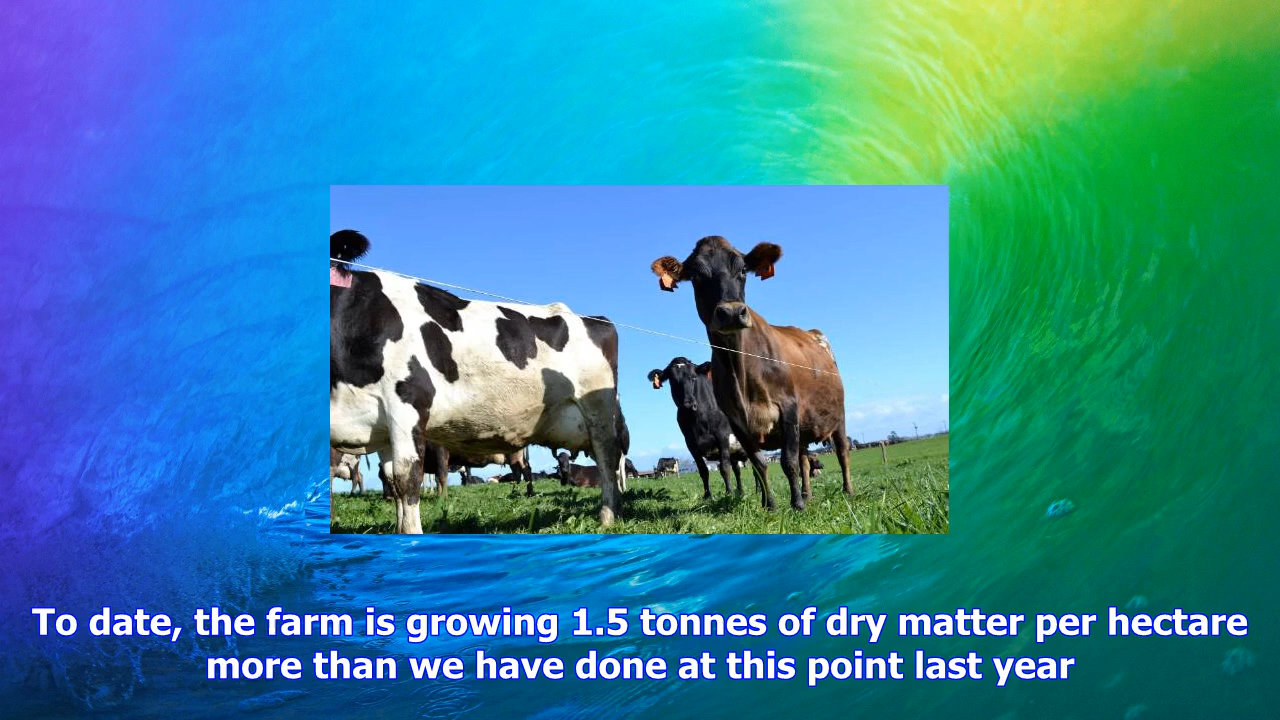 To date, the farm is growing 1.5 tonnes of dry matter per hectare
more than we have done at this point last year